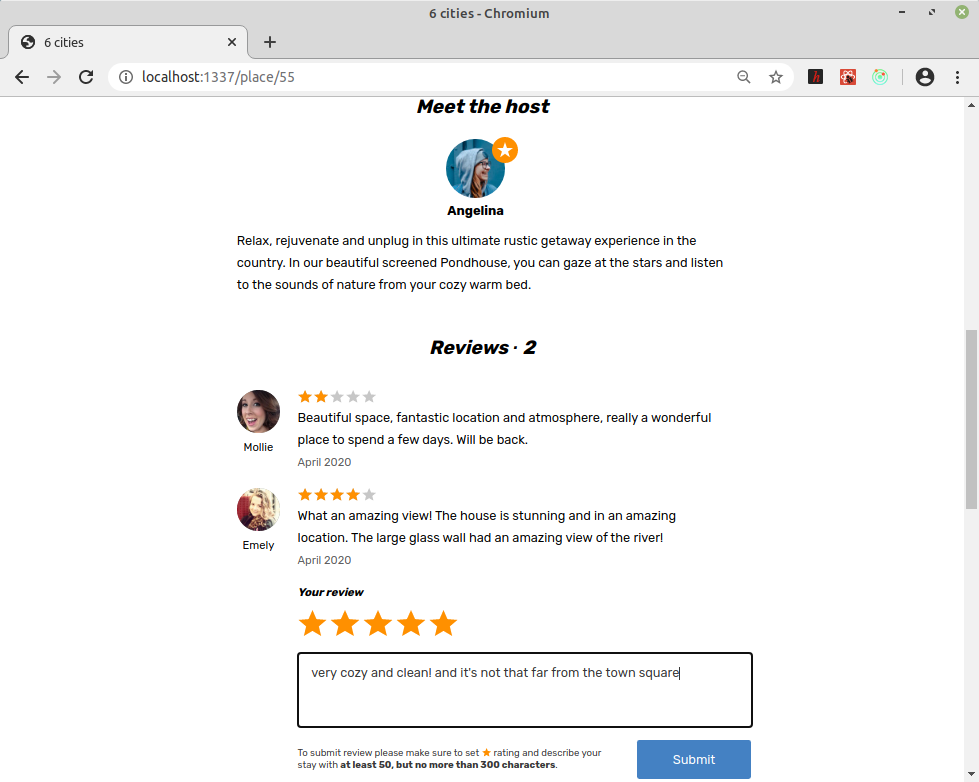 6 cities - Chromium
6 cities
localhost:1337/place/55
Meet the host
Angelina
Relax, rejuvenate and unplug in this ultimate rustic getaway experience in the
country. In our beautiful screened Pondhouse, you can gaze at the stars and listen
to the sounds of nature from your cozy warm bed.
Reviews · 2
Mollie
Beautiful space, fantastic location and atmosphere, really a wonderful
place to spend a few days. Will be back.
April 2020
Emely
What an amazing view! The house is stunning and in an amazing
location. The large glass wall had an amazing view of the river!
April 2020
Your review
very cozy and clean! and it's not that far from the town square
To submit review please make sure to set ★ rating and describe your
stay with at least 50, but no more than 300 characters.
Submit